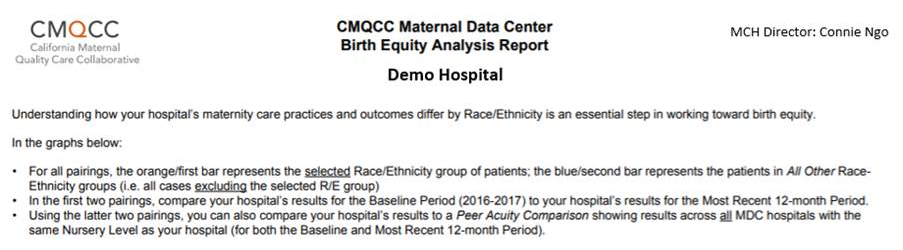 CMQCC
California Maternal
Quality Care Collaborative
CMQCC Maternal Data Center
Birth Equity Analysis Report
Demo Hospital
MCH Director: Connie Ngo
Understanding how your hospital's maternity care practices and outcomes differ by Race/Ethnicity is an essential step in working toward birth equity.
In the graphs below:
• For all pairings, the orange/first bar represents the selected Race/Ethnicity group of patients; the blue/second bar represents the patients in All Other Race-
Ethnicity groups (i.e. all cases excluding the selected R/E group)
• In the first two pairings, compare your hospital's results for the Baseline Period (2016-2017) to your hospital's results for the Most Recent 12-month Period.
• Using the latter two pairings, you can also compare your hospital's results to a Peer Acuity Comparison showing results across all MDC hospitals with the
same Nursery Level as your hospital (for both the Baseline and Most Recent 12-month Period).